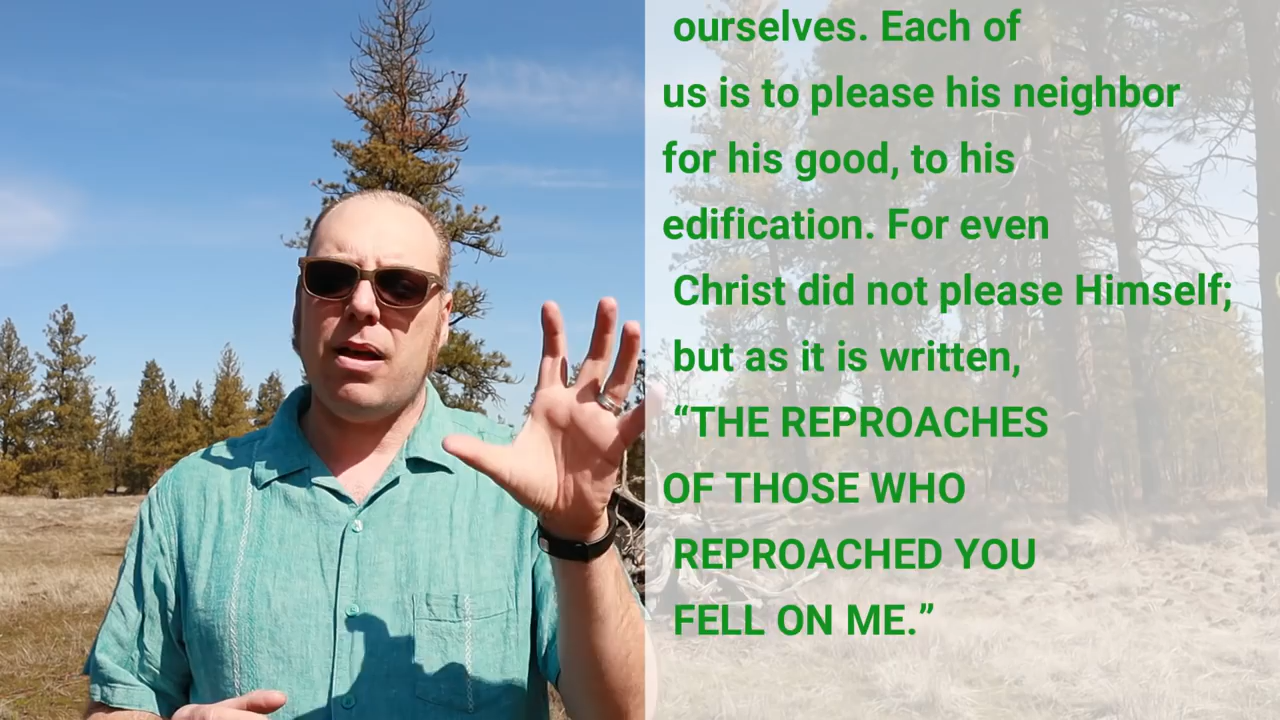 ourselves. Each of
us is to please his neighbor
for his good, to his
edification. For even
Christ did not please Himself;
but as it is written,
“THE REPROACHES
OF THOSE WHO
REPROACHED YOU
FELL ON ME.”